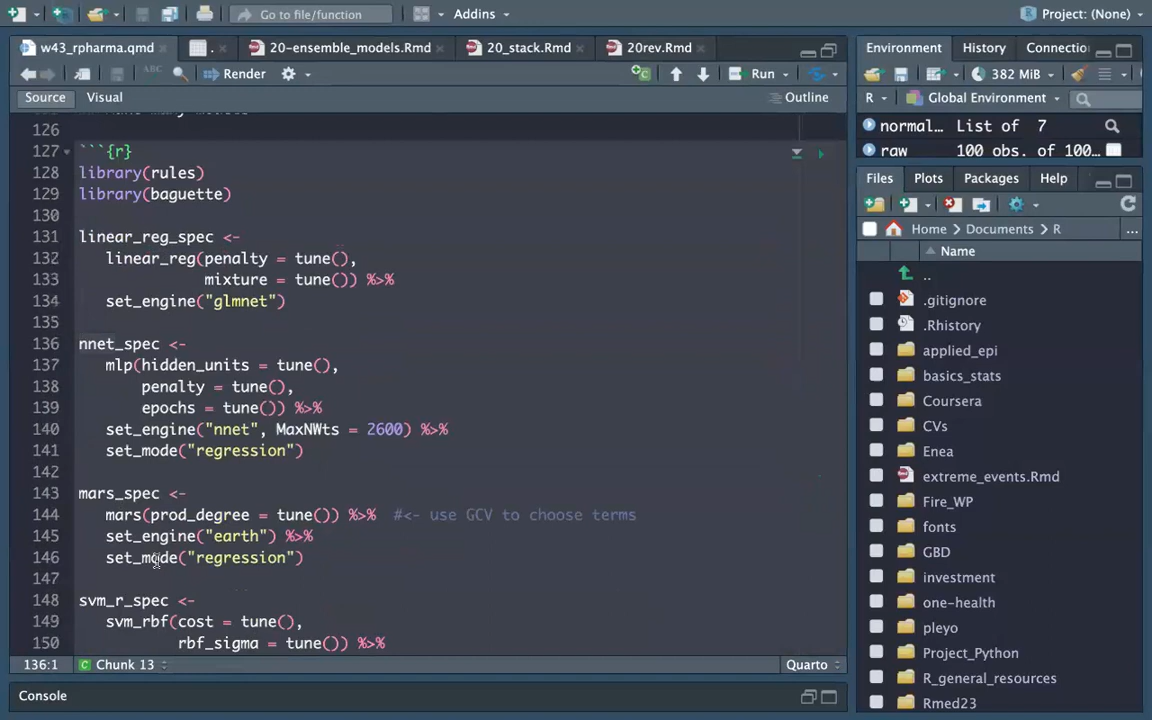 Go to file/function
Addins
Project: (None)
w43_rpharma.qmd
.
20-ensemble_models.Rmd
20_stack.Rmd
20rev.Rmd
ABC
Render
Run
Source
Visual
Outline
126
127 ```{r}
128 library(rules)
129 library(baguette)
130
131 linear_reg_spec <-
132 linear_reg(penalty = tune(),
133 mixture = tune()) %>%
134 set_engine("glmnet")
135
136 nnet_spec <-
137 mlp(hidden_units = tune(),
138 penalty = tune(),
139 epochs = tune()) %>%
140 set_engine("nnet", MaxNWts = 2600) %>%
141 set_mode("regression")
142
143 mars_spec <-
144 mars(prod_degree = tune()) %>% #<- use GCV to choose terms
145 set_engine("earth") %>%
146 set_mode("regression")
147
148 svm_r_spec <-
149 svm_rbf(cost = tune(),
150 rbf_sigma = tune()) %>%
136:1
Chunk 13
Quarto
Console
Environment
History
Connection
382 MiB
R
Global Environment
normal… List of 7
raw 100 obs. of 100…
Files
Plots
Packages
Help
Home
Documents
R
...
Name
..
.gitignore
.Rhistory
applied_epi
basics_stats
Coursera
CVs
Enea
extreme_events.Rmd
Fire_WP
fonts
GBD
investment
one-health
pleyo
Project_Python
R_general_resources
Rmed23